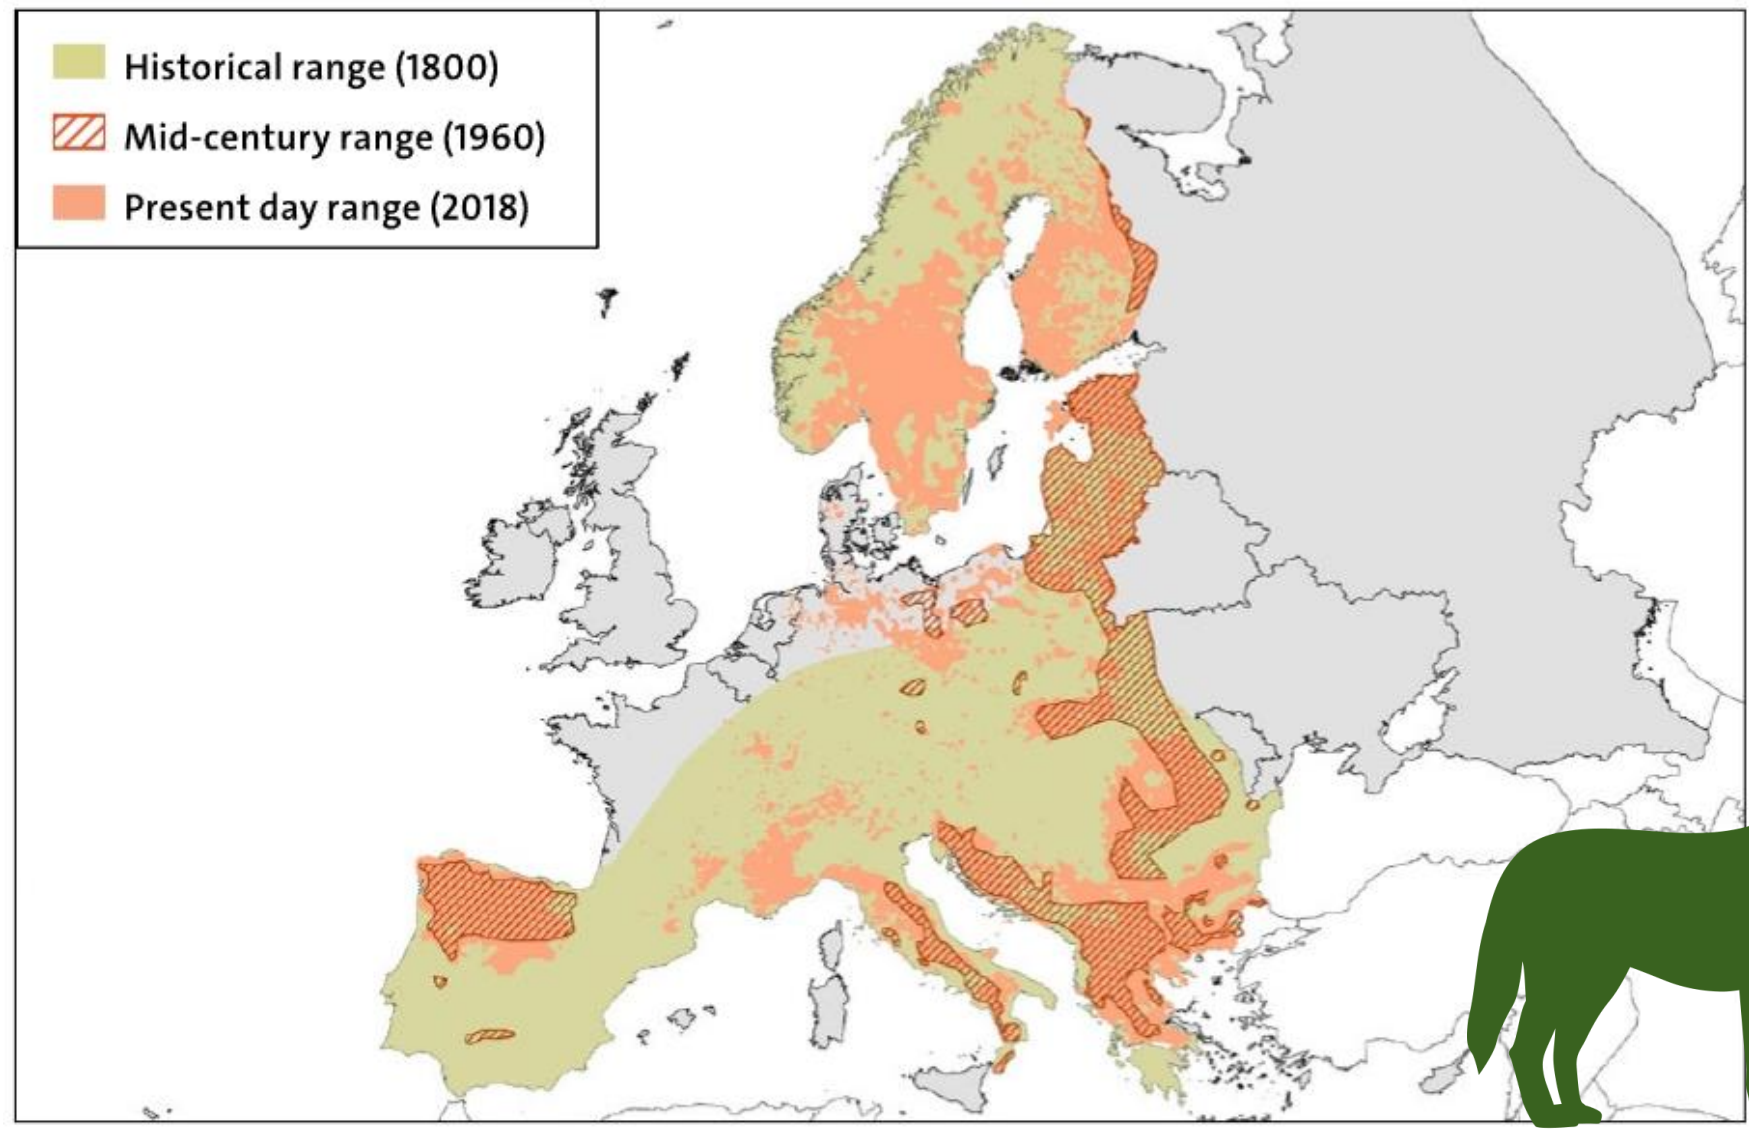 Historical range (1800)
Mid-century range (1960)
Present day range (2018)